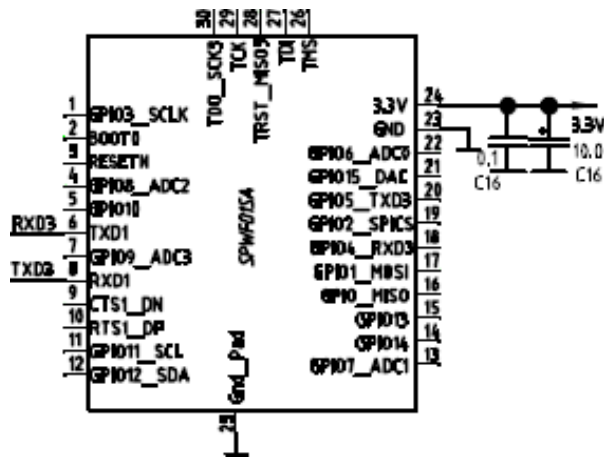 30 29 28 27 26
TDO_SCK3 TCK TRST_MISO3 TDI TMS
1 GPIO3_SCLK
2 BOOT0
3 RESETN
4 GPIO8_ADC2
5 GPIO10
RXD3 6 TXD1
7 GPIO9_ADC3
TXD3 8 RXD1
9 CTS1_DN
10 RTS1_DP
11 GPIO11_SCL
12 GPIO12_SDA
SPWF01SA
3.3V 24
GND 23
GPIO6_ADC0 22
GPIO15_DAC 21
GPIO5_TXD3 20
GPIO2_SPICS 19
GPIO4_RXD3 18
GPIO1_MOSI 17
GPIO_MISO 16
GPIO13 15
GPIO14 14
GPIO7_ADC1 13
Gnd_Pad
25
3.3V
0.1 10.0
C16 C16